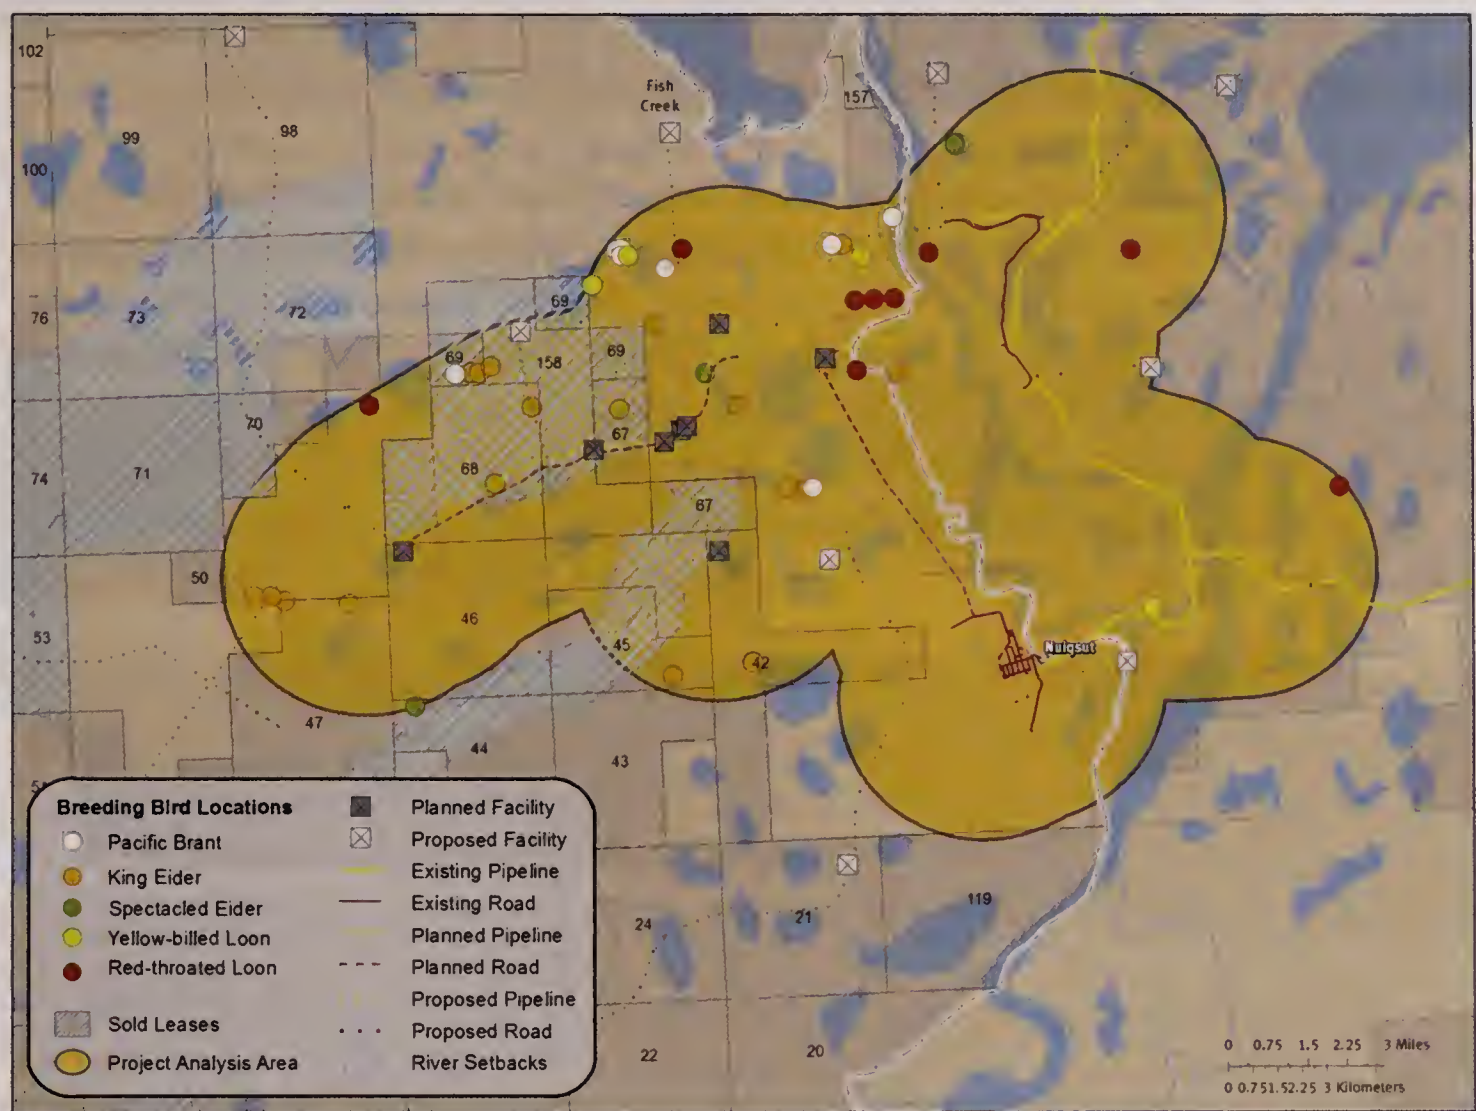 102
Fish
Creek
157
99
98
100
76
73
72
69
69
158
69
70
67
74
71
68
67
50
46
53
45
42
Nuiqsut
47
44
43
Breeding Bird Locations
Pacific Brant
King Eider
Spectacled Eider
Yellow-billed Loon
Red-throated Loon
Sold Leases
Project Analysis Area
Planned Facility
Proposed Facility
Existing Pipeline
Existing Road
Planned Pipeline
Planned Road
Proposed Pipeline
Proposed Road
River Setbacks
24
21
119
22
20
0 0.75 1.5 2.25 3 Miles
0 0.751.52.25 3 Kilometers